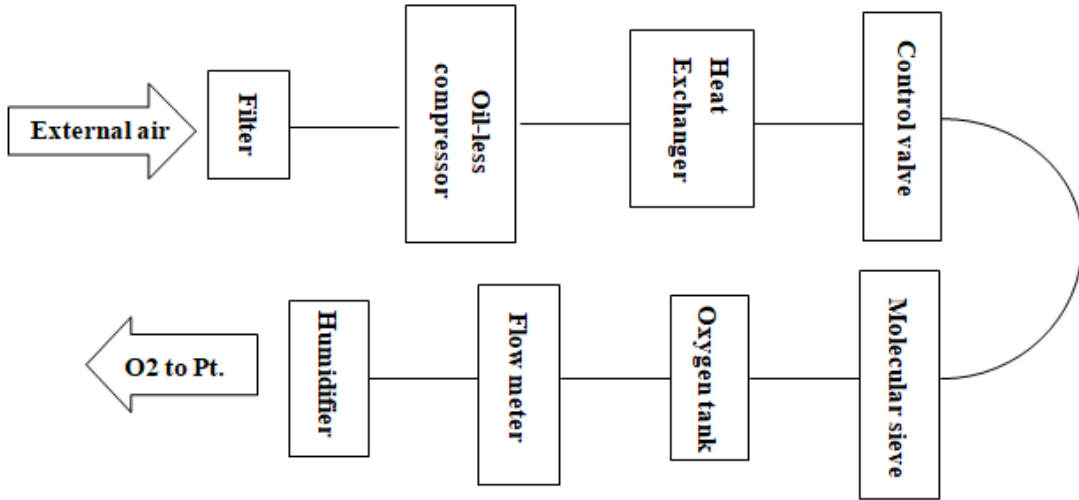 External air
Filter
Oil-less
compressor
Heat
Exchanger
Control valve
Molecular sieve
Oxygen tank
Flow meter
Humidifier
O2 to Pt.